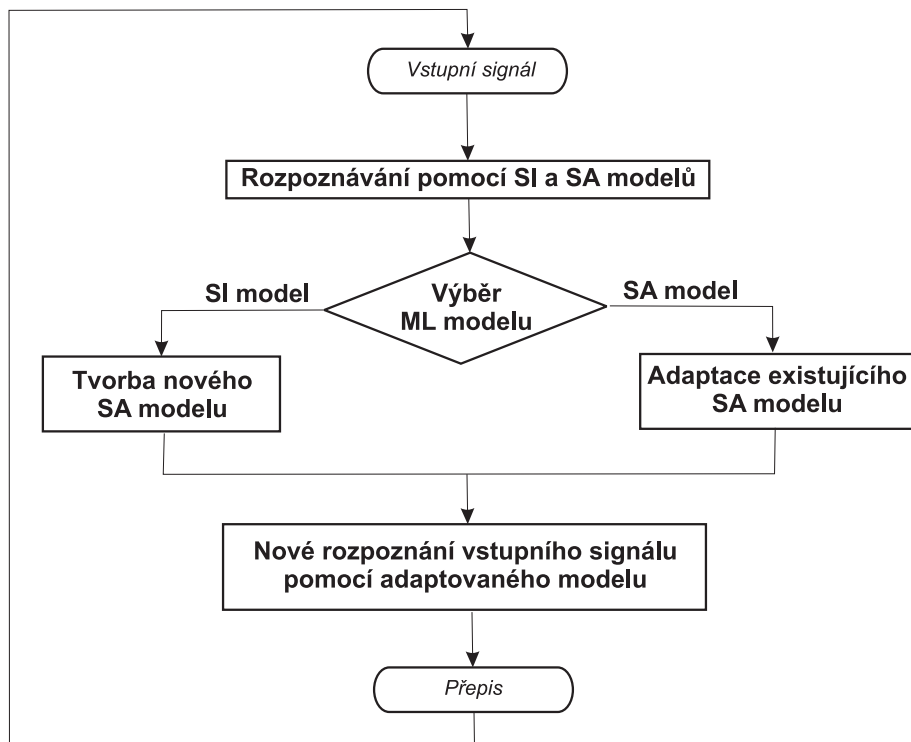 Vstupní signál
Rozpoznávání pomocí SI a SA modelů
SI model
Výběr
ML modelu
SA model
Tvorba nového
SA modelu
Adaptace existujícího
SA modelu
Nové rozpoznání vstupního signálu
pomocí adaptovaného modelu
Přepis